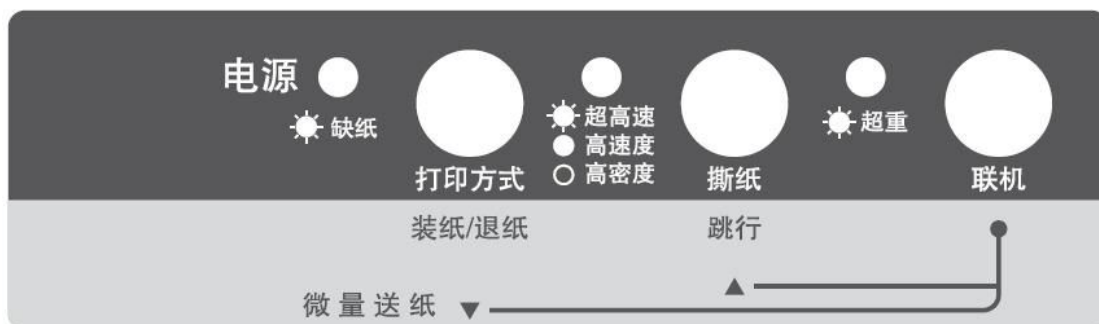 电源
缺纸
打印方式
超高速
高速度
高密度
撕纸
超重
联机
装纸/退纸
跳行
微量送纸